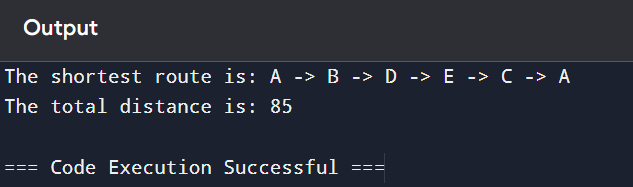 Output
The shortest route is: A -> B -> D -> E -> C -> A
The total distance is: 85
=== Code Execution Successful ===